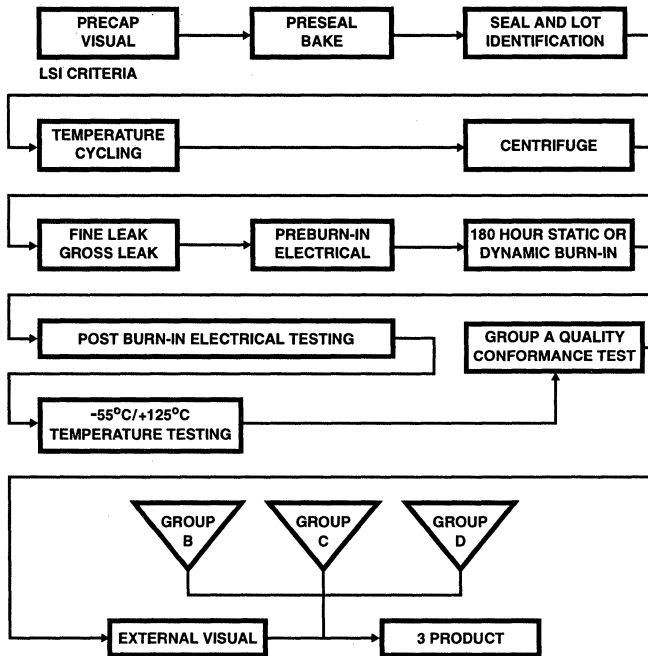 PRECAP
VISUAL
PRESEAL
BAKE
SEAL AND LOT
IDENTIFICATION
LSI CRITERIA
TEMPERATURE
CYCLING
CENTRIFUGE
FINE LEAK
GROSS LEAK
PREBURN-IN
ELECTRICAL
180 HOUR STATIC OR
DYNAMIC BURN-IN
POST BURN-IN ELECTRICAL TESTING
GROUP A QUALITY
CONFORMANCE TEST
-55°C/+125°C
TEMPERATURE TESTING
GROUP
B
GROUP
C
GROUP
D
EXTERNAL VISUAL
3 PRODUCT